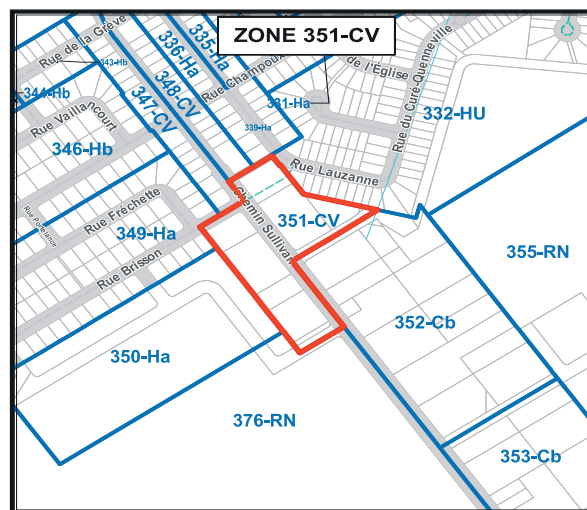 ZONE 351-CV
Rue de la Grève
343-Hb
344-Hb
347-CV
348-CV
336-Ha
335-Ha
Rue Champoux
de l'Église
331-Ha
Rue du Curé-Quenneville
332-HU
Rue Vaillancourt
346-Hb
339-Ha
Rue Lauzanne
Rue Fréchette
Rue Portelance
349-Ha
351-CV
Chemin Sullivan
Rue Brisson
355-RN
352-Cb
350-Ha
376-RN
353-Cb